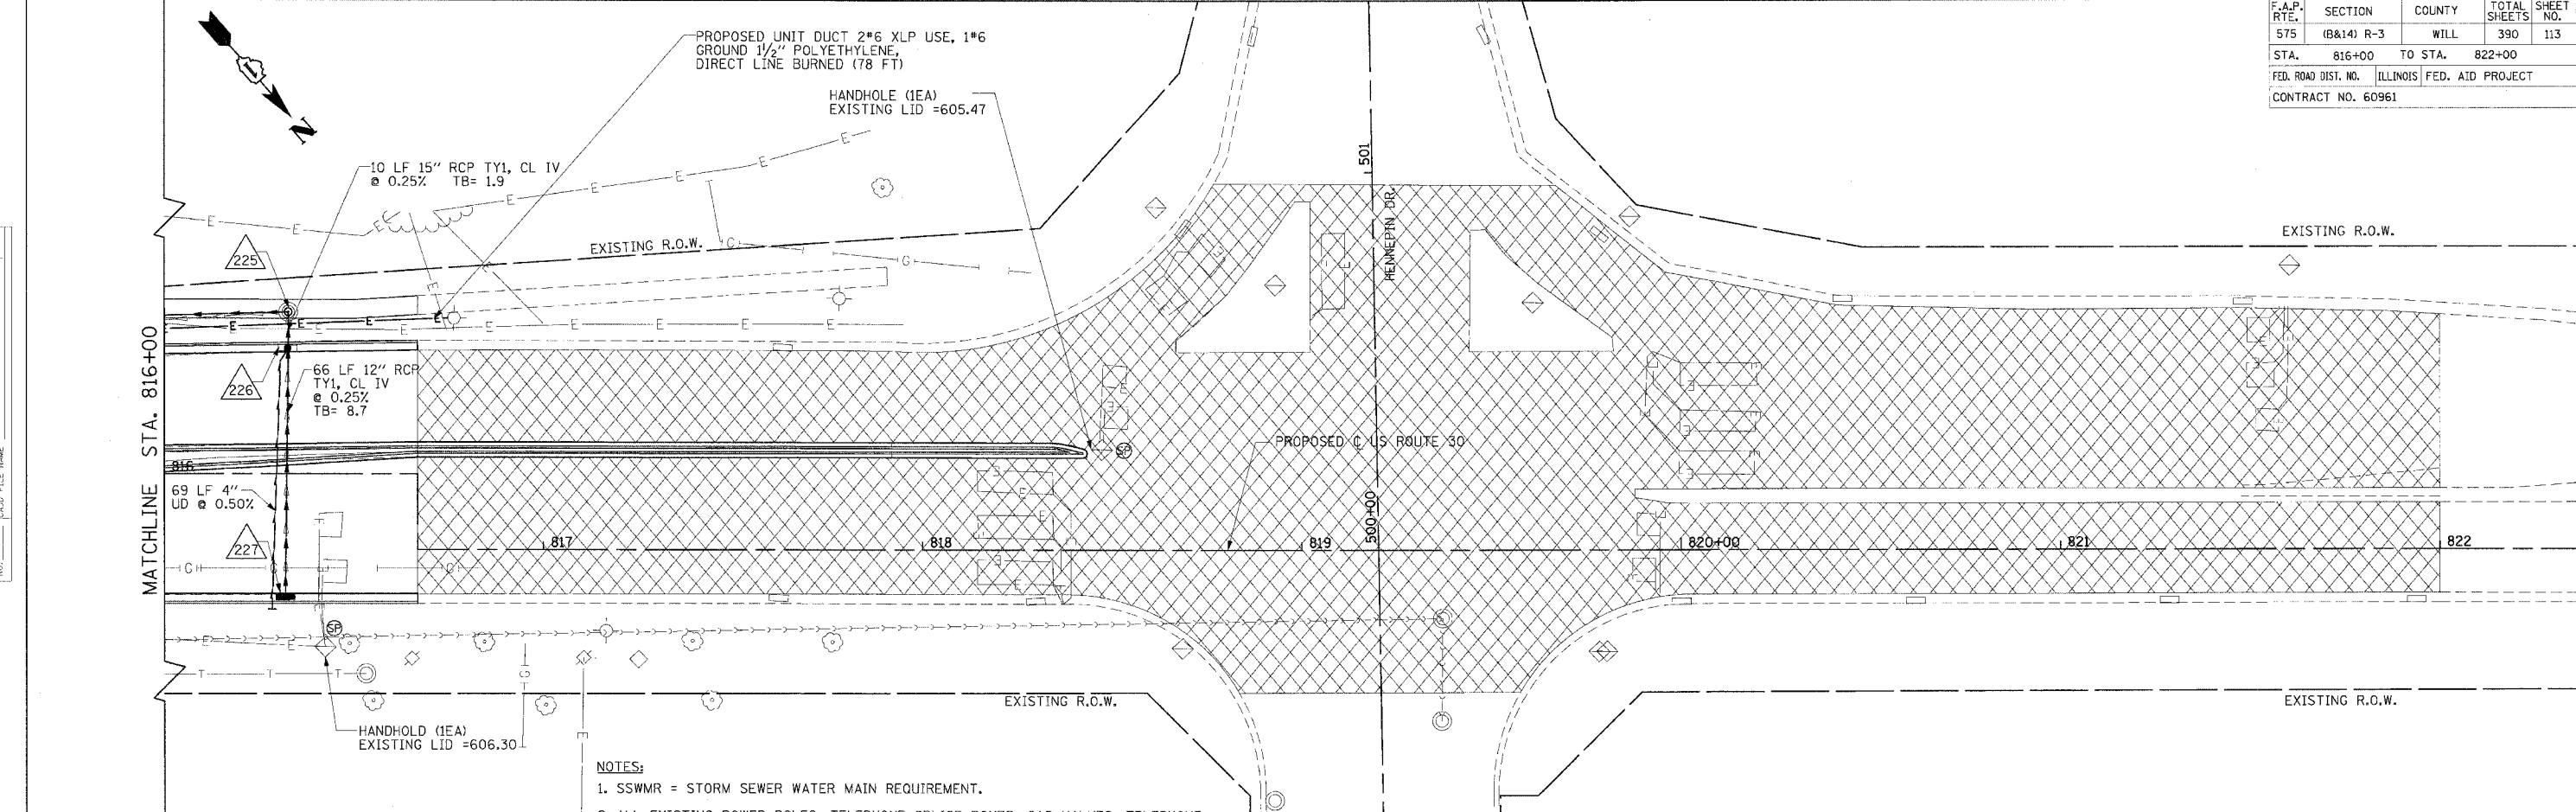 F.A.P. RTE. SECTION COUNTY TOTAL SHEETS SHEET NO.
575 (B&14) R-3 WILL 390 113
STA. 816+00 TO STA. 822+00
FED. ROAD DIST. NO. ILLINOIS FED. AID PROJECT
CONTRACT NO. 60961
N
PROPOSED UNIT DUCT 2#6 XLP USE, 1#6
GROUND 1½" POLYETHYLENE,
DIRECT LINE BURNED (78 FT)
HANDHOLE (1EA)
EXISTING LID =605.47
10 LF 15" RCP TY1, CL IV
@ 0.25% TB= 1.9
501
HENNEPIN DR.
EXISTING R.O.W.
EXISTING R.O.W.
225
226
66 LF 12" RCP
TY1, CL IV
@ 0.25%
TB= 8.7
MATCHLINE STA. 816+00
816
SP
PROPOSED ℄ US ROUTE 30
69 LF 4"
UD @ 0.50%
227
500+00
817
818
819
820+00
821
822
SP
EXISTING R.O.W.
EXISTING R.O.W.
HANDHOLD (1EA)
EXISTING LID =606.30
NOTES:
1. SSWMR = STORM SEWER WATER MAIN REQUIREMENT.